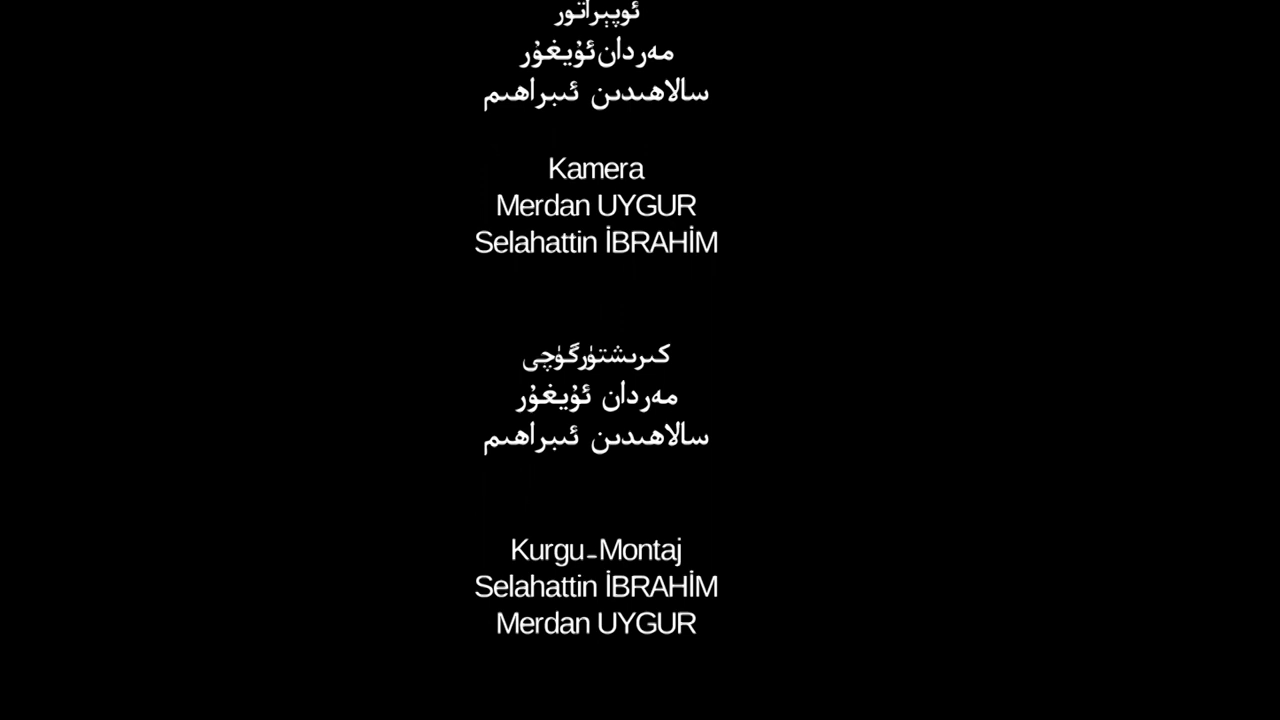 ئوپېراتور
مەردان ئۇيغۇر
سالاھىدىن ئىبراھىم
Kamera
Merdan UYGUR
Selahattin İBRAHİM
كىرىشتۈرگۈچى
مەردان ئۇيغۇر
سالاھىدىن ئىبراھىم
Kurgu-Montaj
Selahattin İBRAHİM
Merdan UYGUR